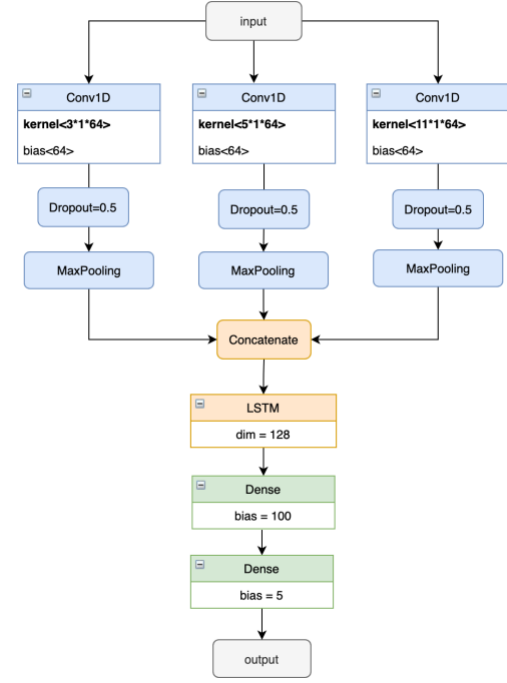 input
Conv1D
kernel<3*1*64>
bias<64>
Conv1D
kernel<5*1*64>
bias<64>
Conv1D
kernel<11*1*64>
bias<64>
Dropout=0.5
Dropout=0.5
Dropout=0.5
MaxPooling
MaxPooling
MaxPooling
Concatenate
LSTM
dim = 128
Dense
bias = 100
Dense
bias = 5
output